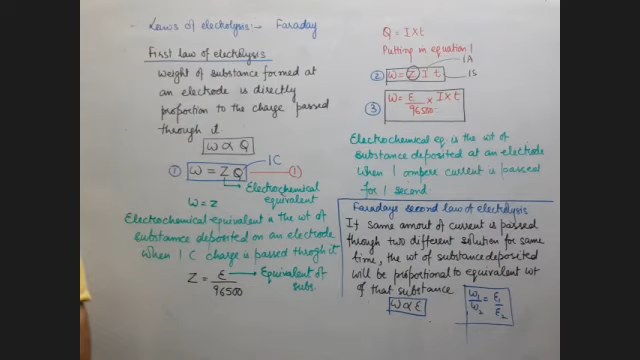 Laws of electrolysis:- Faraday
First law of electrolysis
Weight of substance formed at
an electrode is directly
proportion to the charge passed
through it
W ∝ Q
① W = Z Q 1C ①
Electrochemical
equivalent
W = Z
Electrochemical equivalent is the wt of
substance deposited on an electrode
when 1 C charge is passed through it
Z = E/96500 → Equivalent of
subs.
Q = I X t
Putting in equation 1
1A
② W = Z I t 1S
③ W = E/96500 × I X t
Electrochemical eq is the wt of
substance deposited at an electrode
when 1 ampere current is passed
for 1 second
Faradays second law of electrolysis
If same amount of current is passed
through two different solution for same
time, the wt of substance deposited
will be proportional to equivalent wt
of that substance
W ∝ E
W1/W2 = E1/E2